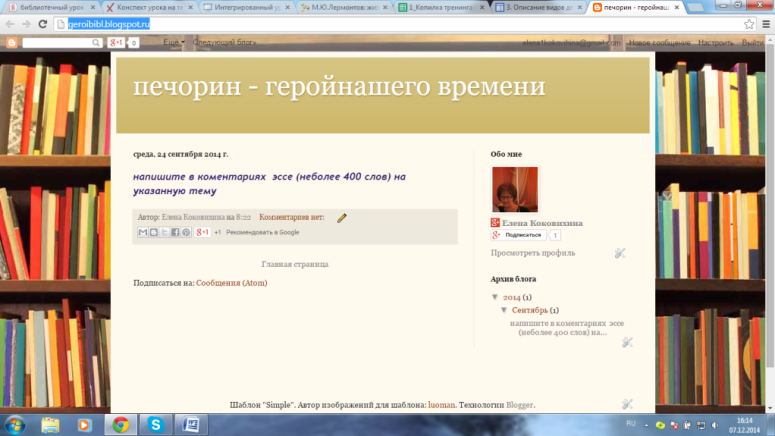 библиотечный урок
Конспект урока на те
Интегрированный ур
М.Ю.Лермонтов: жи
1_Копилка тренинга
3. Описание видов д
печорин - геройнаш
geroibibl.blogspot.ru
g+1 0 Ещё Следующий блог»
elena1kokovihina@gmail.com Новое сообщение Настроить Выйти
печорин - геройнашего времени
среда, 24 сентября 2014 г.
напишите в коментариях эссе (неболее 400 слов) на
указанную тему
Автор: Елена Коковихина на 8:22 Комментариев нет:
g+1 +1 Рекомендовать в Google
Главная страница
Подписаться на: Сообщения (Atom)
Обо мне
Елена Коковихина
Подписаться 1
Просмотреть профиль
Архив блога
▼ 2014 (1)
▼ Сентябрь (1)
напишите в коментариях эссе
(неболее 400 слов) на...
Шаблон "Simple". Автор изображений для шаблона: luoman. Технологии Blogger.
RU
16:14
07.12.2014